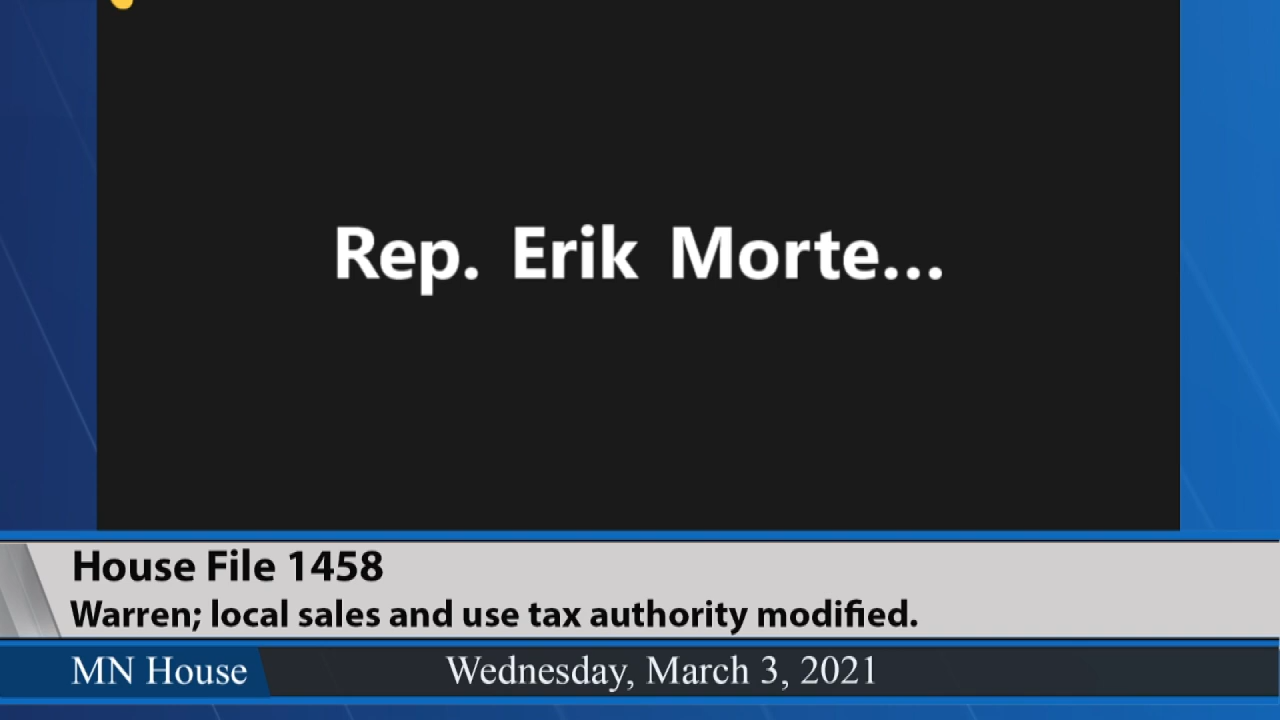 Rep. Erik Morte...
House File 1458
Warren; local sales and use tax authority modified.
MN House
Wednesday, March 3, 2021